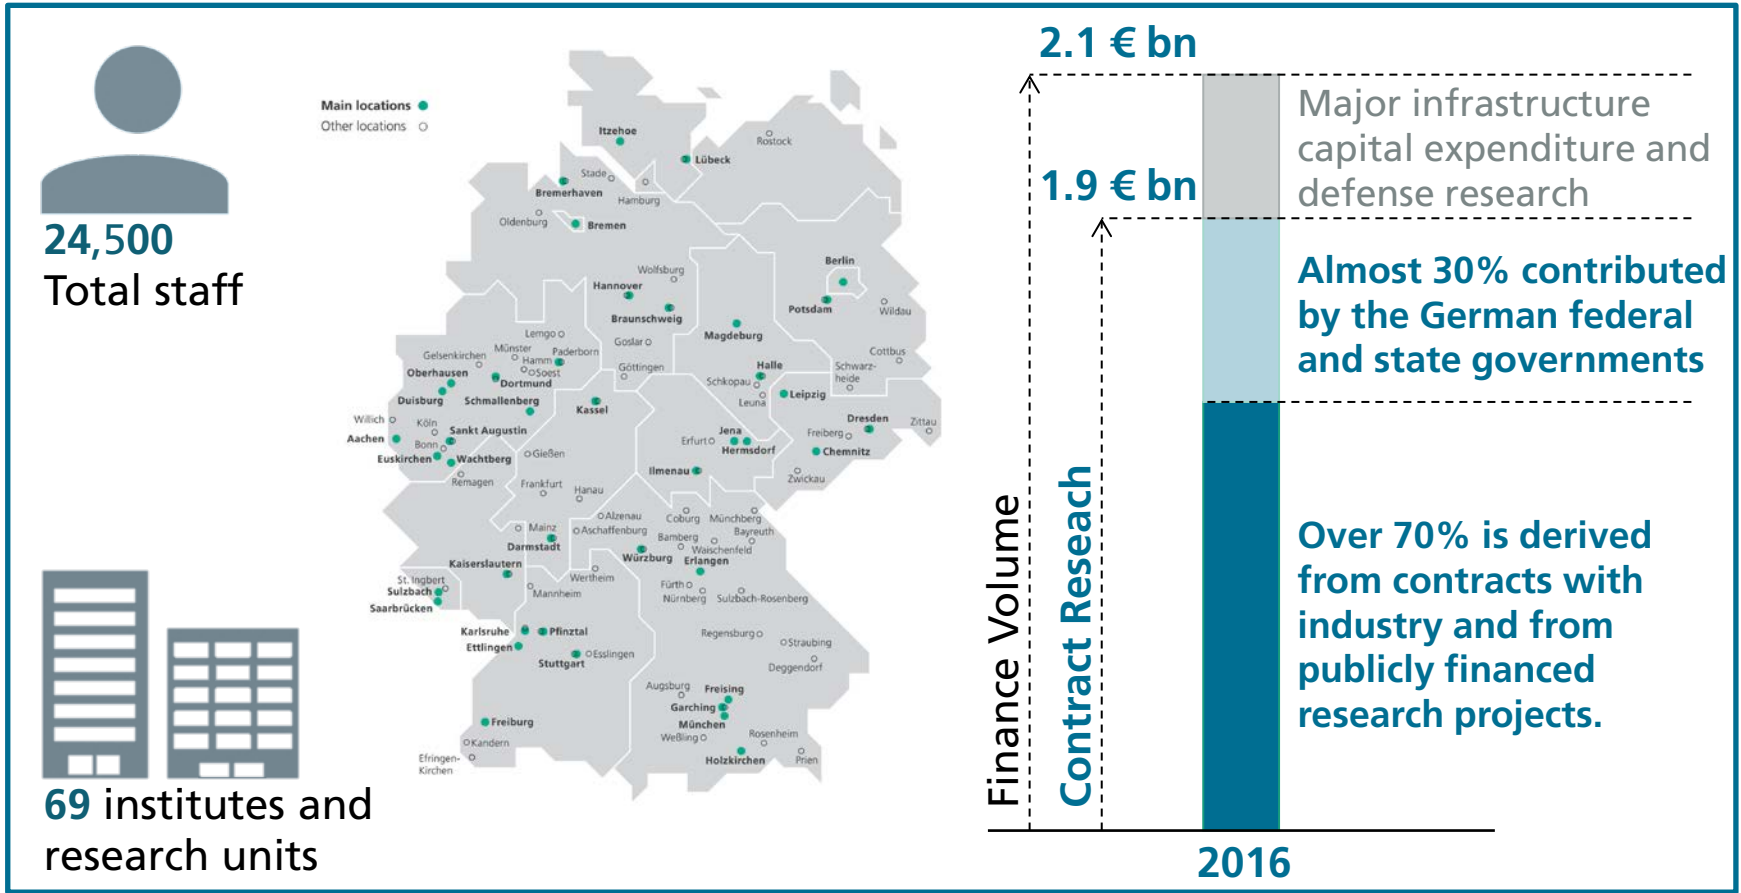 24,500
Total staff
69 institutes and
research units
Main locations
Other locations
Itzehoe
Rostock
Lübeck
Stade
Bremerhaven
Hamburg
Oldenburg
Bremen
Wolfsburg
Berlin
Hannover
Potsdam
Braunschweig
Wildau
Magdeburg
Lemgo
Goslar
Münster
Paderborn
Cottbus
Gelsenkirchen
Hamm
Göttingen
Halle
Schwarz-
heide
Oberhausen
Soest
Schkopau
Dortmund
Leipzig
Duisburg
Schmallenberg
Kassel
Leuna
Willich
Köln
Dresden
Zittau
Sankt Augustin
Jena
Freiberg
Aachen
Bonn
Erfurt
Hermsdorf
Chemnitz
Euskirchen
Wachtberg
Gießen
Ilmenau
Zwickau
Remagen
Frankfurt
Hanau
Alzenau
Coburg
Münchberg
Mainz
Aschaffenburg
Bamberg
Bayreuth
Darmstadt
Waischenfeld
Würzburg
Erlangen
Kaiserslautern
St. Ingbert
Wertheim
Fürth
Sulzbach
Mannheim
Nürnberg
Sulzbach-Rosenberg
Saarbrücken
Karlsruhe
Pfinztal
Regensburg
Straubing
Ettlingen
Esslingen
Stuttgart
Deggendorf
Augsburg
Freising
Garching
München
Freiburg
Weßling
Rosenheim
Kandern
Efringen-
Kirchen
Holzkirchen
Prien
2.1 € bn
1.9 € bn
Finance Volume
Contract Reseach
Major infrastructure
capital expenditure and
defense research
Almost 30% contributed
by the German federal
and state governments
Over 70% is derived
from contracts with
industry and from
publicly financed
research projects.
2016